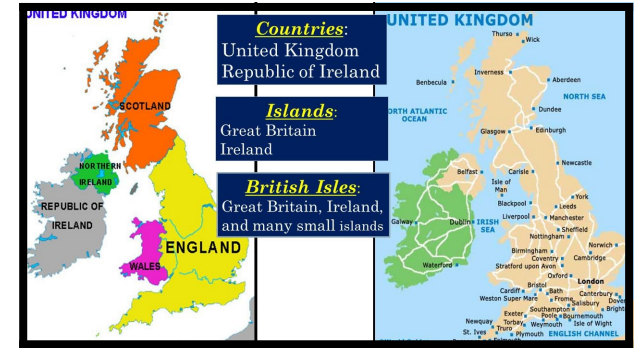 UNITED KINGDOM
SCOTLAND
NORTHERN
IRELAND
REPUBLIC OF
IRELAND
WALES
ENGLAND
Countries:
United Kingdom
Republic of Ireland
Islands:
Great Britain
Ireland
British Isles:
Great Britain, Ireland,
and many small islands
UNITED KINGDOM
Thurso
Wick
Inverness
Benbecula
Aberdeen
NORTH SEA
ORTH ATLANTIC
OCEAN
Dundee
Glasgow
Edinburgh
Newcastle
Belfast
Carlisle
Isle of
Man
York
Blackpool
Leeds
Galway
Dublin
IRISH
SEA
Liverpool
Manchester
Sheffield
Nottingham
Norwich
Birmingham
Coventry
Cambridge
Waterford
Stratford upon Avon
Oxford
London
Bristol
Cardiff
Bath
Canterbury
Weston Super Mare
Frome
Salisbury
Dover
Southampton
Bright
Exeter
Poole
Bournemouth
Newquay
Torbay
Weymouth
Isle of Wight
St. Ives
Truro
Plymouth
ENGLISH CHANNEL